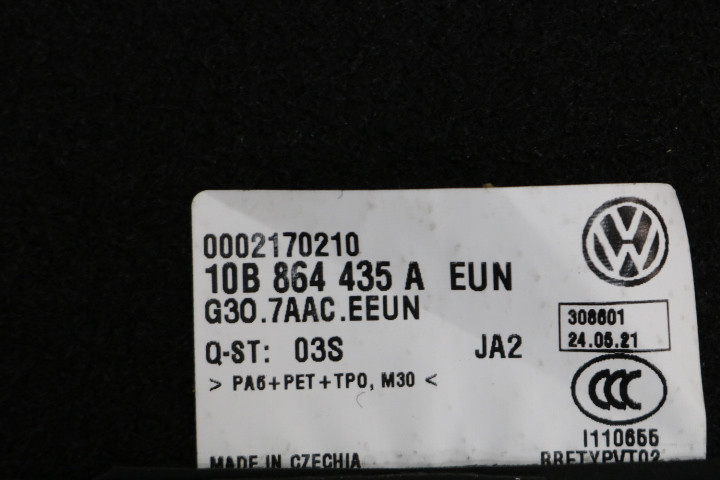 0002170210
10B 864 435 A EUN
G30.7AAC.EEUN
308601
24.05.21
Q-ST: 03S JA2
> PA6+PET+TPO, M30 <
CCC
I110655
MADE IN CZECHIA